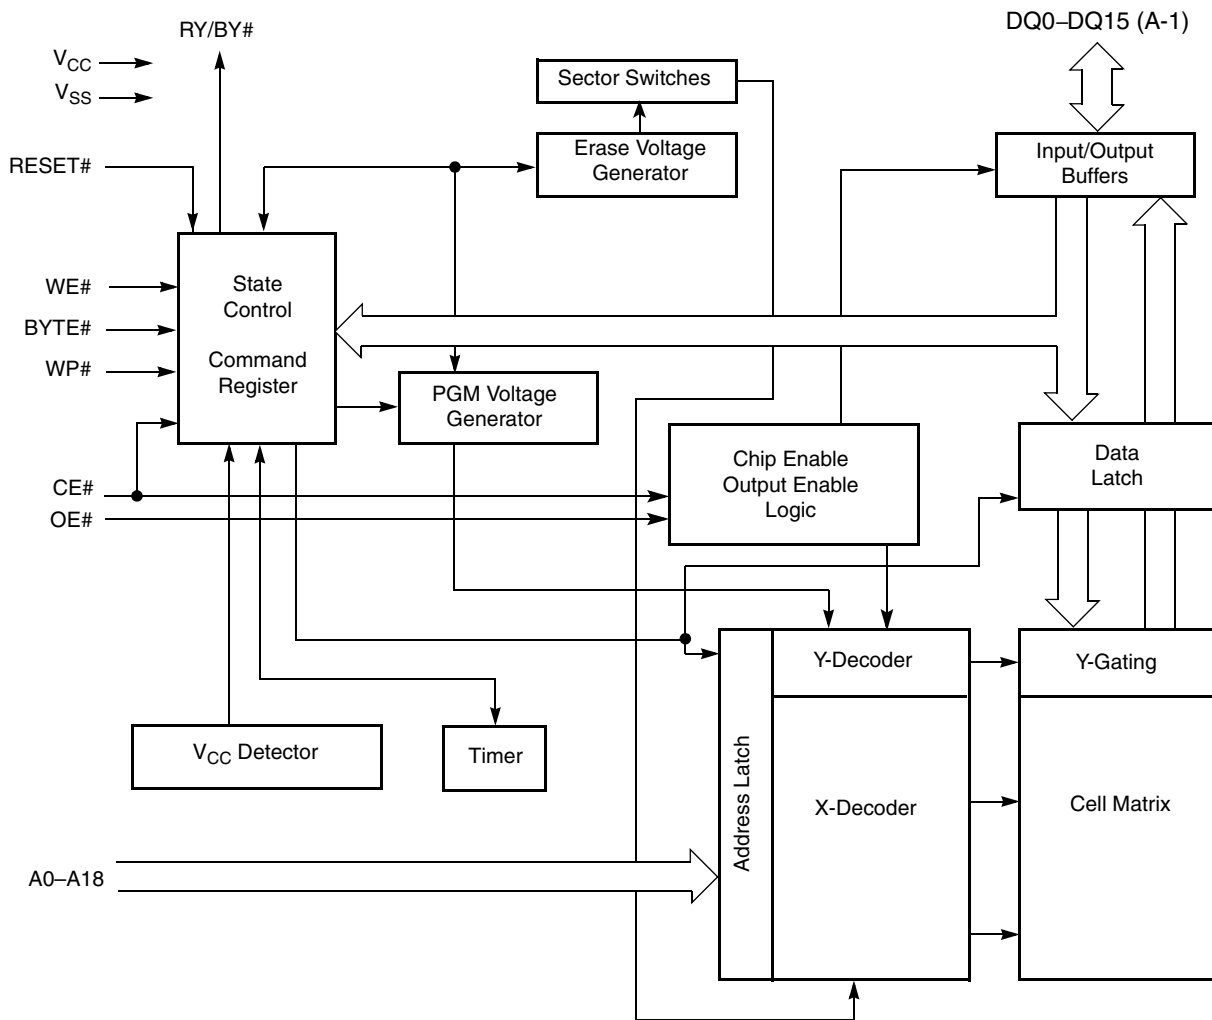 RY/BY#
DQ0–DQ15 (A-1)
VCC
VSS
Sector Switches
Erase Voltage
Generator
Input/Output
Buffers
RESET#
WE#
BYTE#
WP#
State
Control
Command
Register
PGM Voltage
Generator
CE#
OE#
Chip Enable
Output Enable
Logic
Data
Latch
Y-Decoder
Y-Gating
VCC Detector
Timer
Address Latch
X-Decoder
Cell Matrix
A0–A18